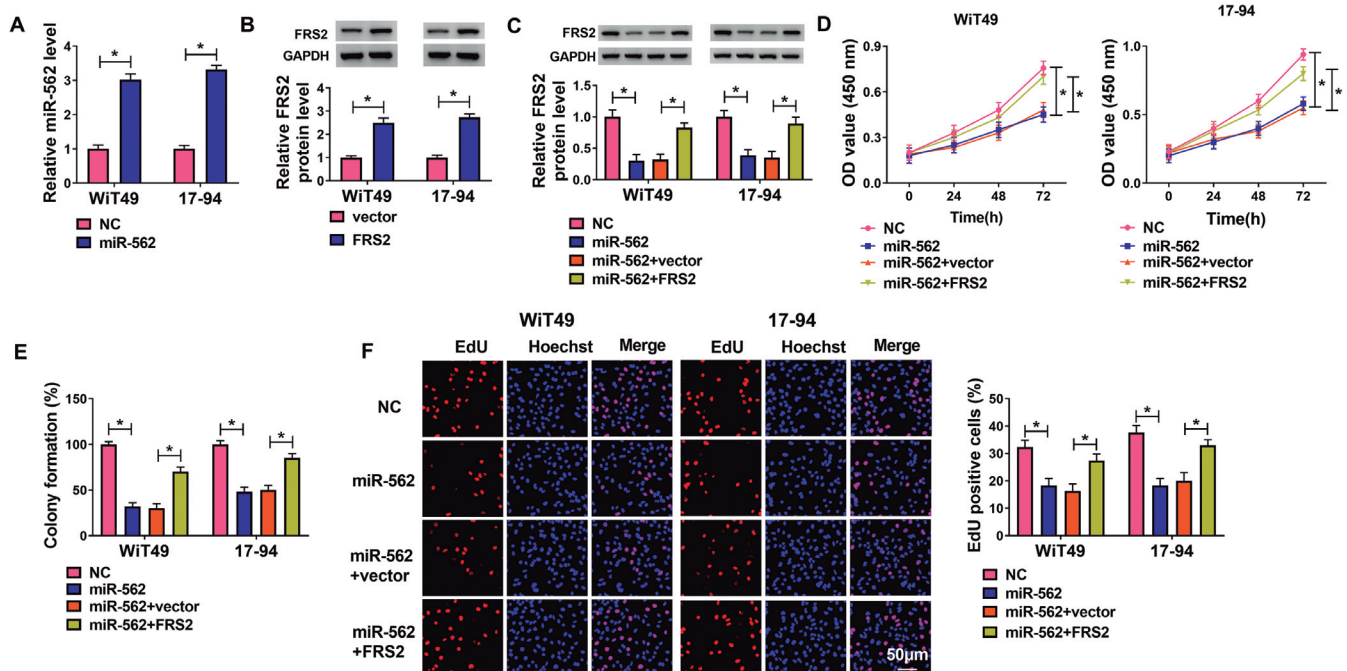 A
Relative miR-562 level
4
3
2
1
0
*
*
WiT49
17-94
NC
miR-562
B
FRS2
GAPDH
Relative FRS2
protein level
4
3
2
1
0
*
*
WiT49
17-94
vector
FRS2
C
FRS2
GAPDH
Relative FRS2
protein level
1.5
1.0
0.5
0.0
*
*
*
*
WiT49
17-94
NC
miR-562
miR-562+vector
miR-562+FRS2
D
WiT49
OD value (450 nm)
0.9
0.6
0.3
0.0
*
*
0
24
48
72
Time(h)
NC
miR-562
miR-562+vector
miR-562+FRS2
17-94
OD value (450 nm)
1.0
0.5
0.0
*
*
0
24
48
72
Time(h)
NC
miR-562
miR-562+vector
miR-562+FRS2
E
Colony formation (%)
150
100
50
0
*
*
*
*
WiT49
17-94
NC
miR-562
miR-562+vector
miR-562+FRS2
F
WiT49
17-94
EdU
Hoechst
Merge
EdU
Hoechst
Merge
NC
miR-562
miR-562
+vector
miR-562
+FRS2
50μm
EdU positive cells (%)
50
40
30
20
10
0
*
*
*
*
WiT49
17-94
NC
miR-562
miR-562+vector
miR-562+FRS2